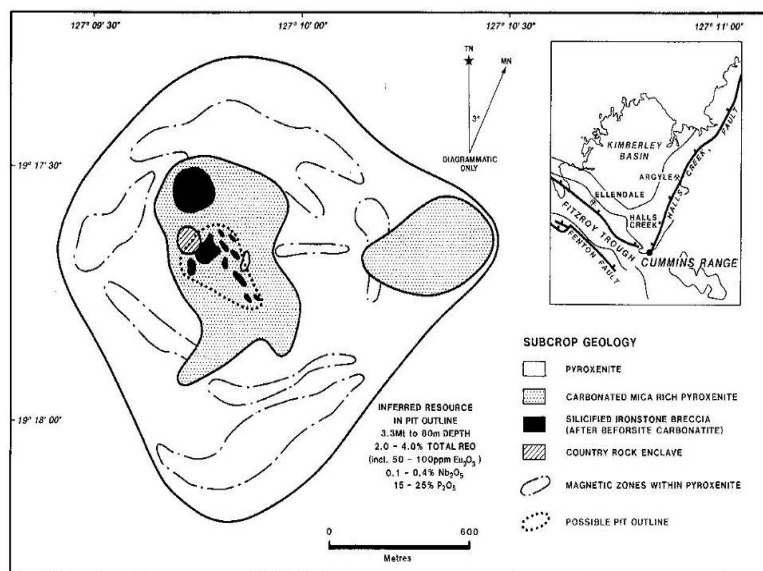 127° 09' 30"
127° 10' 00"
127° 10' 30"
127° 11' 00"
TN
MN
3°
DIAGRAMMATIC
ONLY
19° 17' 30"
19° 18' 00"
KIMBERLEY
BASIN
ARGYLE
ELLENDALE
HALLS
CREEK
HALLS CREEK FAULT
FITZROY TROUGH
FENTON FAULT
CUMMINS RANGE
SUBCROP GEOLOGY
PYROXENITE
CARBONATED MICA RICH PYROXENITE
SILICIFIED IRONSTONE BRECCIA
(AFTER BEFORSITE CARBONATITE)
COUNTRY ROCK ENCLAVE
MAGNETIC ZONES WITHIN PYROXENITE
POSSIBLE PIT OUTLINE
INFERRED RESOURCE
IN PIT OUTLINE
3.3Mt to 80m DEPTH
2.0 - 4.0% TOTAL REO
(incl. 50 - 100ppm Eu₂O₃)
0.1 - 0.4% Nb₂O₅
15 - 25% P₂O₅
0
600
Metres